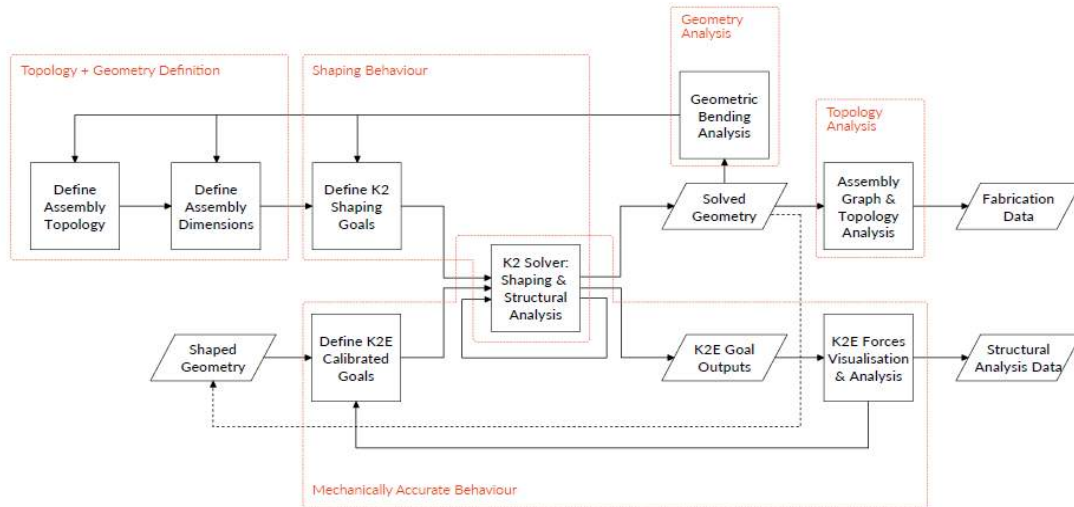 Geometry
Analysis
Topology + Geometry Definition
Shaping Behaviour
Geometric
Bending
Analysis
Topology
Analysis
Define
Assembly
Topology
Define
Assembly
Dimensions
Define K2
Shaping
Goals
Solved
Geometry
Assembly
Graph &
Topology
Analysis
Fabrication
Data
K2 Solver:
Shaping &
Structural
Analysis
Shaped
Geometry
Define K2E
Calibrated
Goals
K2E Goal
Outputs
K2E Forces
Visualisation
& Analysis
Structural
Analysis Data
Mechanically Accurate Behaviour